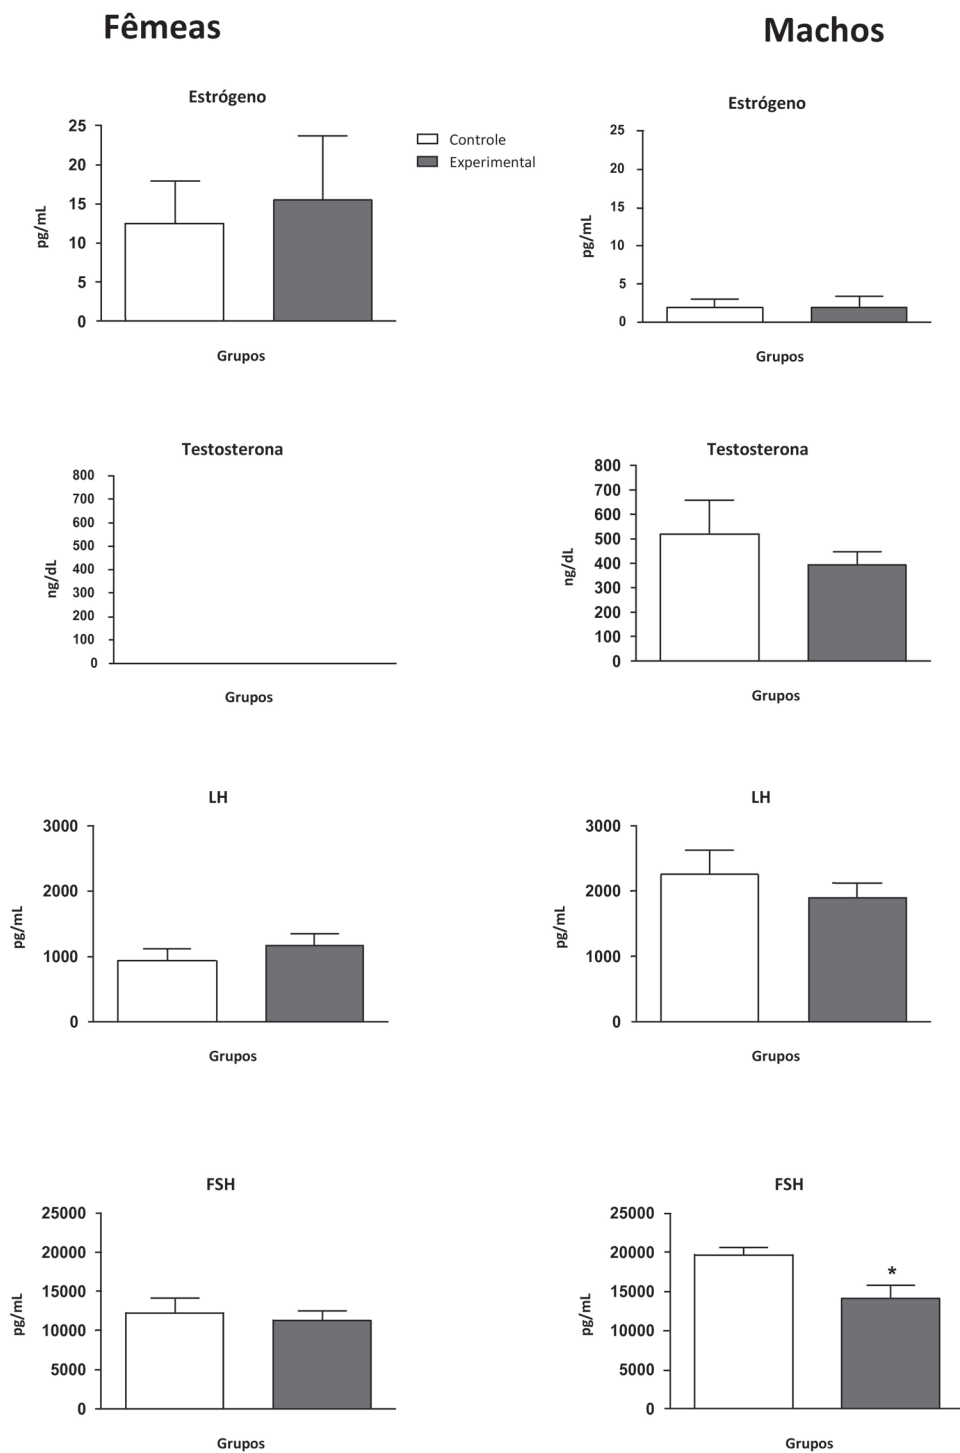 Fêmeas
Machos
Estrógeno
25
20
15
10
5
0
pg/mL
Grupos
Controle
Experimental
Estrógeno
25
20
15
10
5
0
pg/mL
Grupos
Testosterona
800
700
600
500
400
300
200
100
0
ng/dL
Grupos
Testosterona
800
700
600
500
400
300
200
100
0
ng/dL
Grupos
LH
3000
2000
1000
0
pg/mL
Grupos
LH
3000
2000
1000
0
pg/mL
Grupos
FSH
25000
20000
15000
10000
5000
0
pg/mL
Grupos
FSH
25000
20000
15000
10000
5000
0
pg/mL
*
Grupos